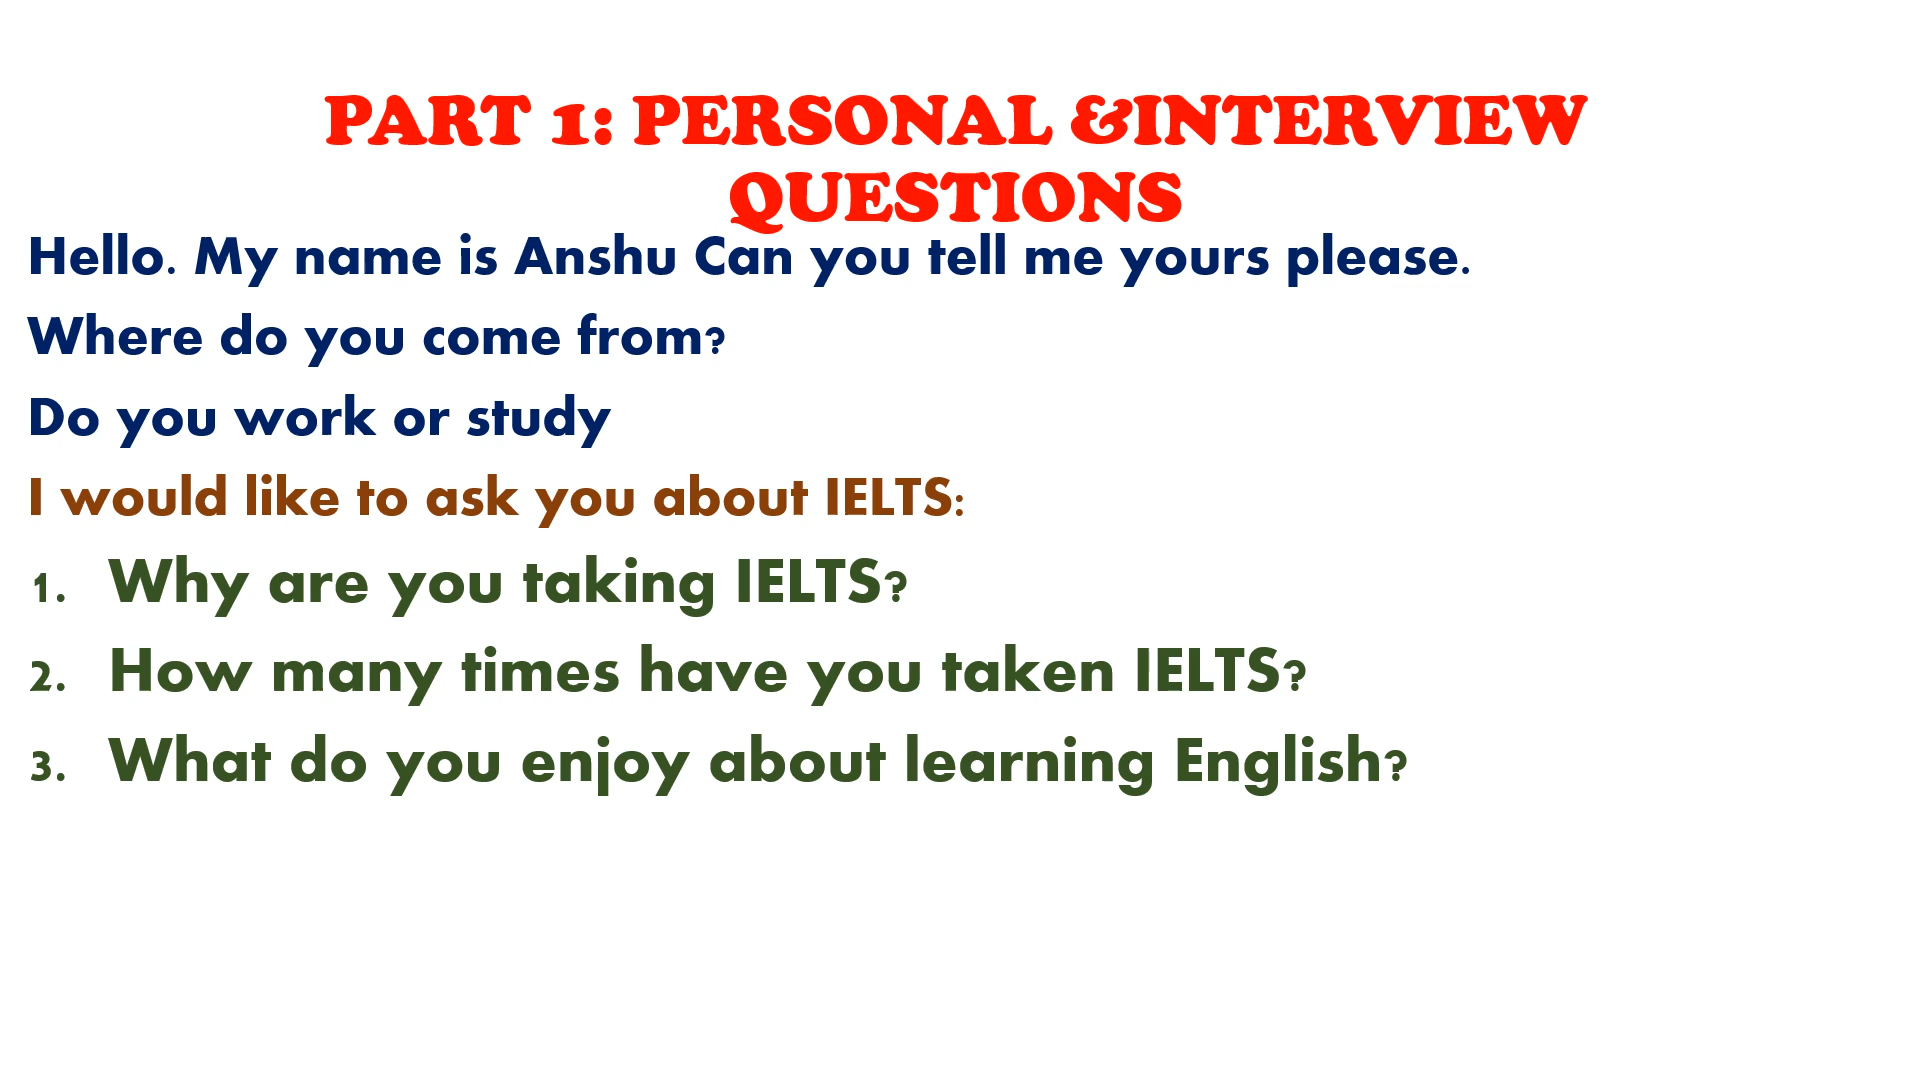 PART 1: PERSONAL &INTERVIEW
QUESTIONS
Hello. My name is Anshu Can you tell me yours please.
Where do you come from?
Do you work or study
I would like to ask you about IELTS:
1. Why are you taking IELTS?
2. How many times have you taken IELTS?
3. What do you enjoy about learning English?